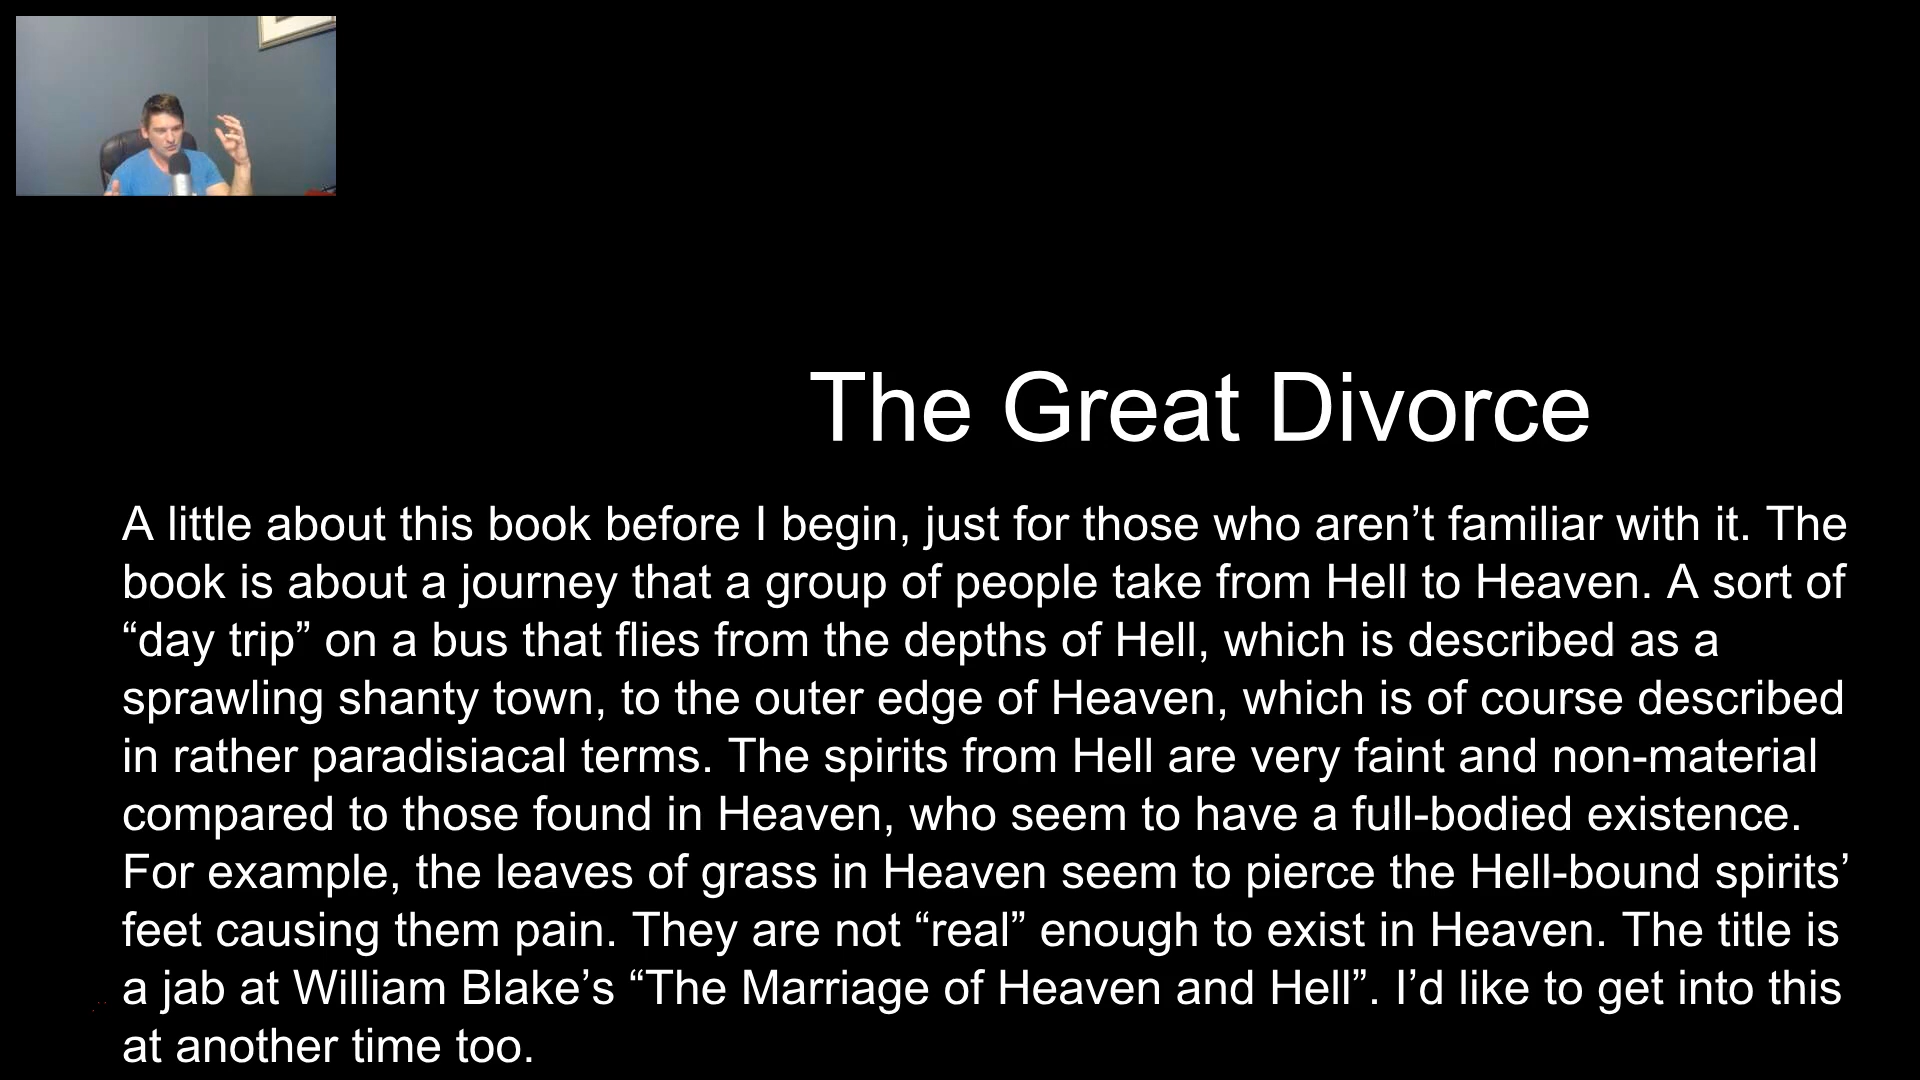 The Great Divorce
A little about this book before I begin, just for those who aren’t familiar with it. The
book is about a journey that a group of people take from Hell to Heaven. A sort of
“day trip” on a bus that flies from the depths of Hell, which is described as a
sprawling shanty town, to the outer edge of Heaven, which is of course described
in rather paradisiacal terms. The spirits from Hell are very faint and non-material
compared to those found in Heaven, who seem to have a full-bodied existence.
For example, the leaves of grass in Heaven seem to pierce the Hell-bound spirits’
feet causing them pain. They are not “real” enough to exist in Heaven. The title is
a jab at William Blake’s “The Marriage of Heaven and Hell”. I’d like to get into this
at another time too.